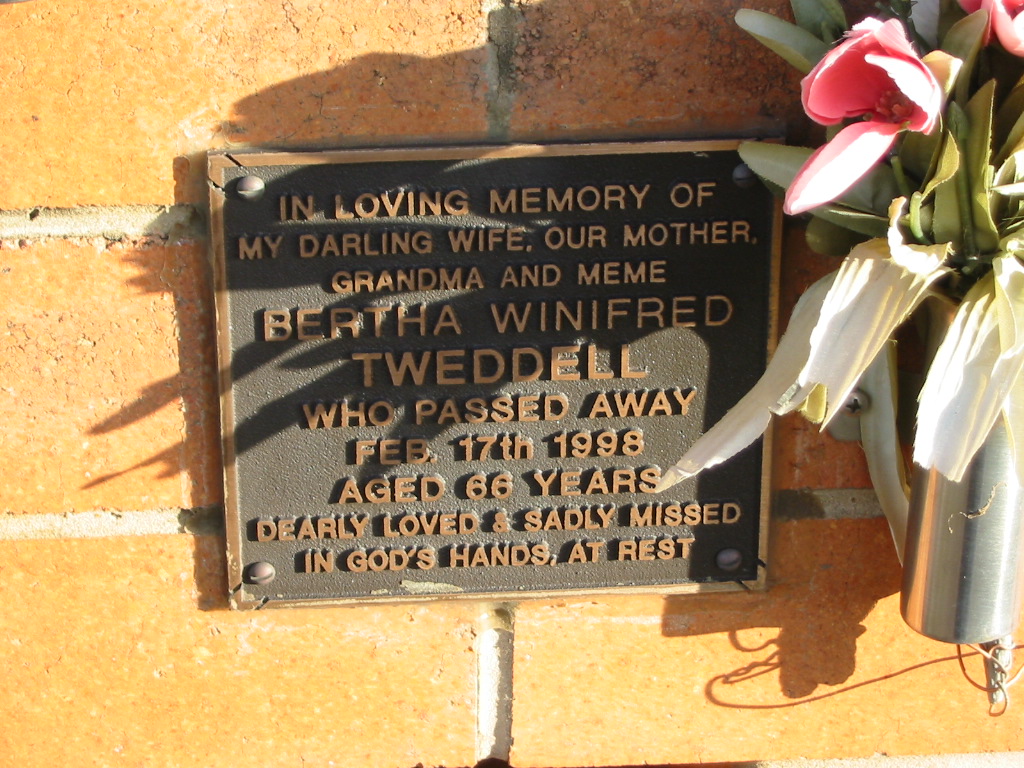 IN LOVING MEMORY OF
MY DARLING WIFE, OUR MOTHER,
GRANDMA AND MEME
BERTHA WINIFRED
TWEDDELL
WHO PASSED AWAY
FEB. 17th 1998
AGED 66 YEARS
DEARLY LOVED & SADLY MISSED
IN GOD'S HANDS, AT REST